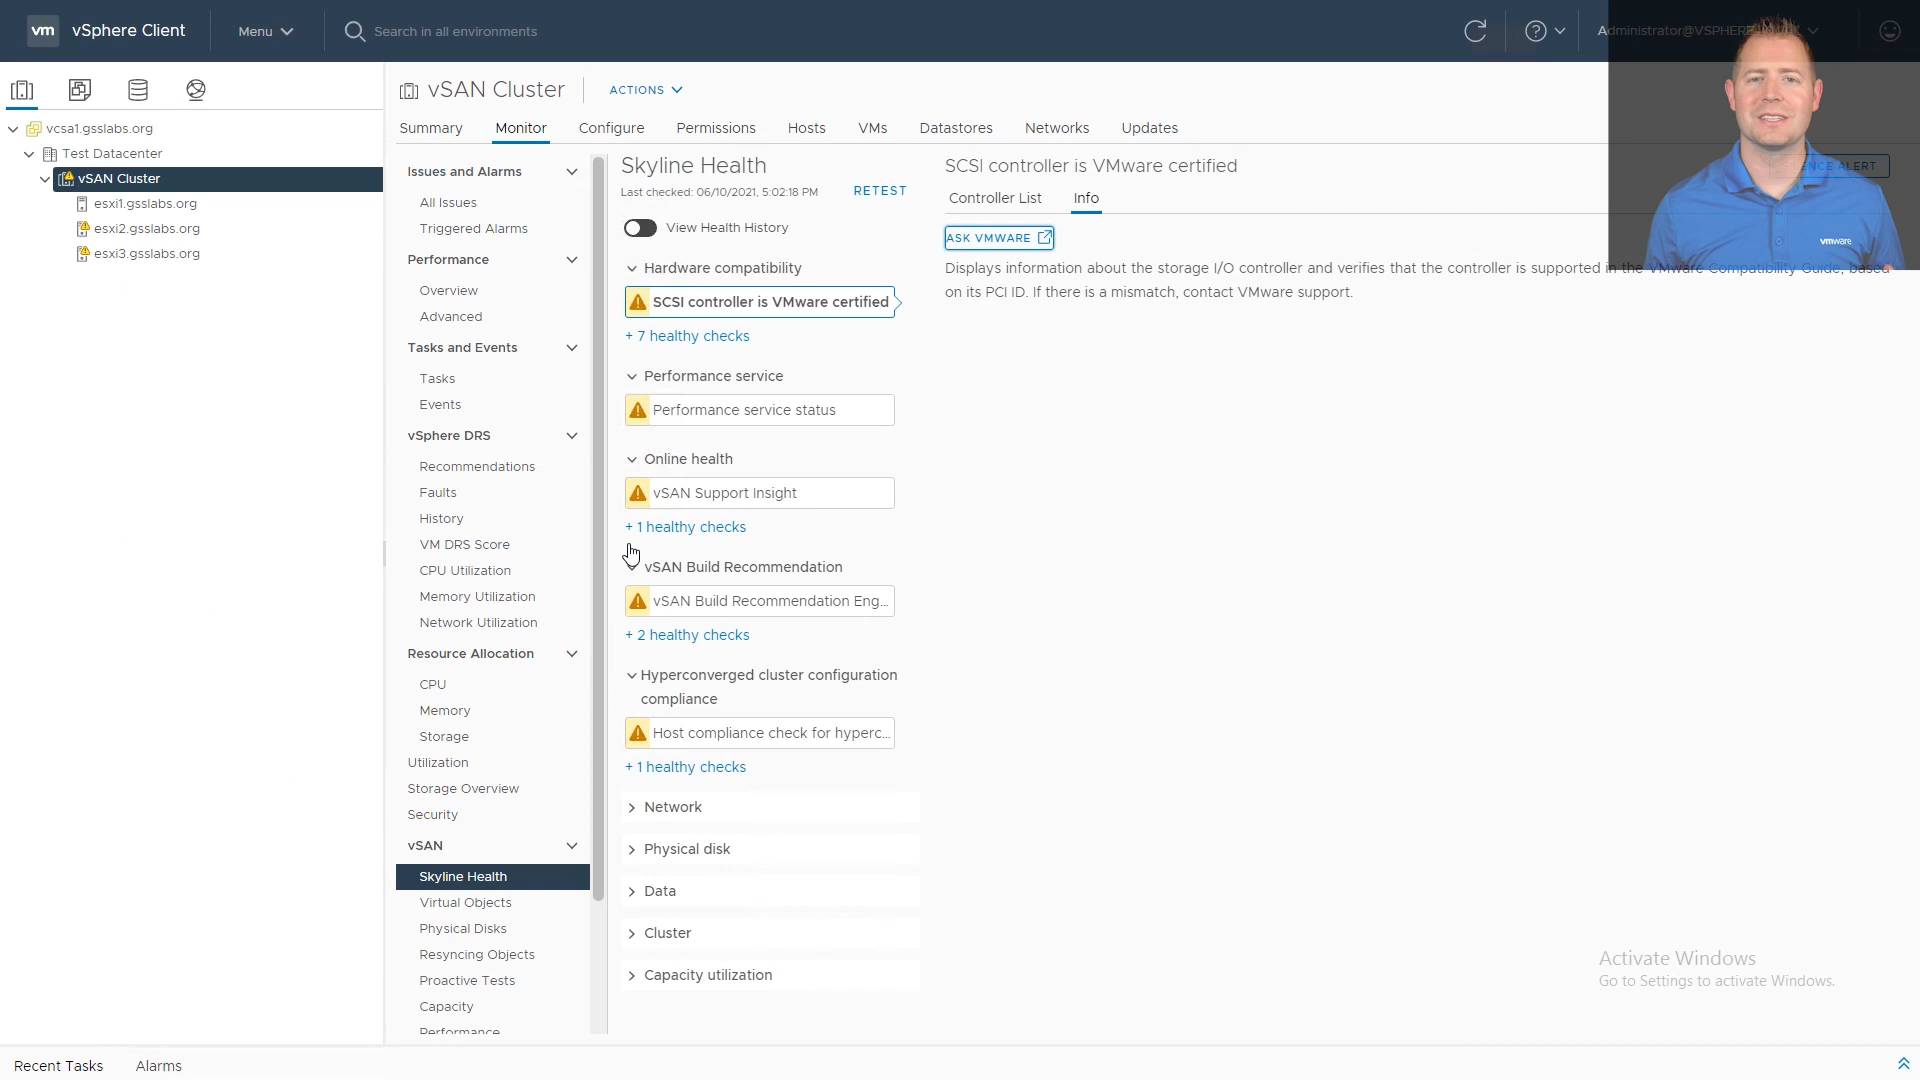 vm vSphere Client
Menu
Search in all environments
vcsa1.gsslabs.org
Test Datacenter
vSAN Cluster
esxi1.gsslabs.org
esxi2.gsslabs.org
esxi3.gsslabs.org
vSAN Cluster
ACTIONS
Summary Monitor Configure Permissions Hosts VMs Datastores Networks Updates
Issues and Alarms
All Issues
Triggered Alarms
Performance
Overview
Advanced
Tasks and Events
Tasks
Events
vSphere DRS
Recommendations
Faults
History
VM DRS Score
CPU Utilization
Memory Utilization
Network Utilization
Resource Allocation
CPU
Memory
Storage
Utilization
Storage Overview
Security
vSAN
Skyline Health
Virtual Objects
Physical Disks
Resyncing Objects
Proactive Tests
Capacity
Performance
Skyline Health
Last checked: 06/10/2021, 5:02:18 PM
RETEST
View Health History
Hardware compatibility
SCSI controller is VMware certified
+ 7 healthy checks
Performance service
Performance service status
Online health
vSAN Support Insight
+ 1 healthy checks
vSAN Build Recommendation
vSAN Build Recommendation Eng...
+ 2 healthy checks
Hyperconverged cluster configuration
compliance
Host compliance check for hyperc...
+ 1 healthy checks
Network
Physical disk
Data
Cluster
Capacity utilization
SCSI controller is VMware certified
Controller List Info
ASK VMWARE
Displays information about the storage I/O controller and verifies that the controller is supported in the VMware Compatibility Guide, based
on its PCI ID. If there is a mismatch, contact VMware support.
ALERT
vmware
Activate Windows
Go to Settings to activate Windows.
Recent Tasks Alarms